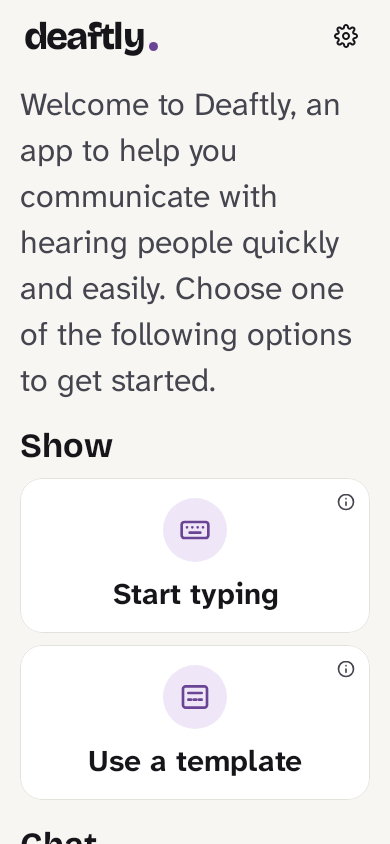 deaftly.
Welcome to Deaftly, an
app to help you
communicate with
hearing people quickly
and easily. Choose one
of the following options
to get started.
Show
Start typing
Use a template
Chat